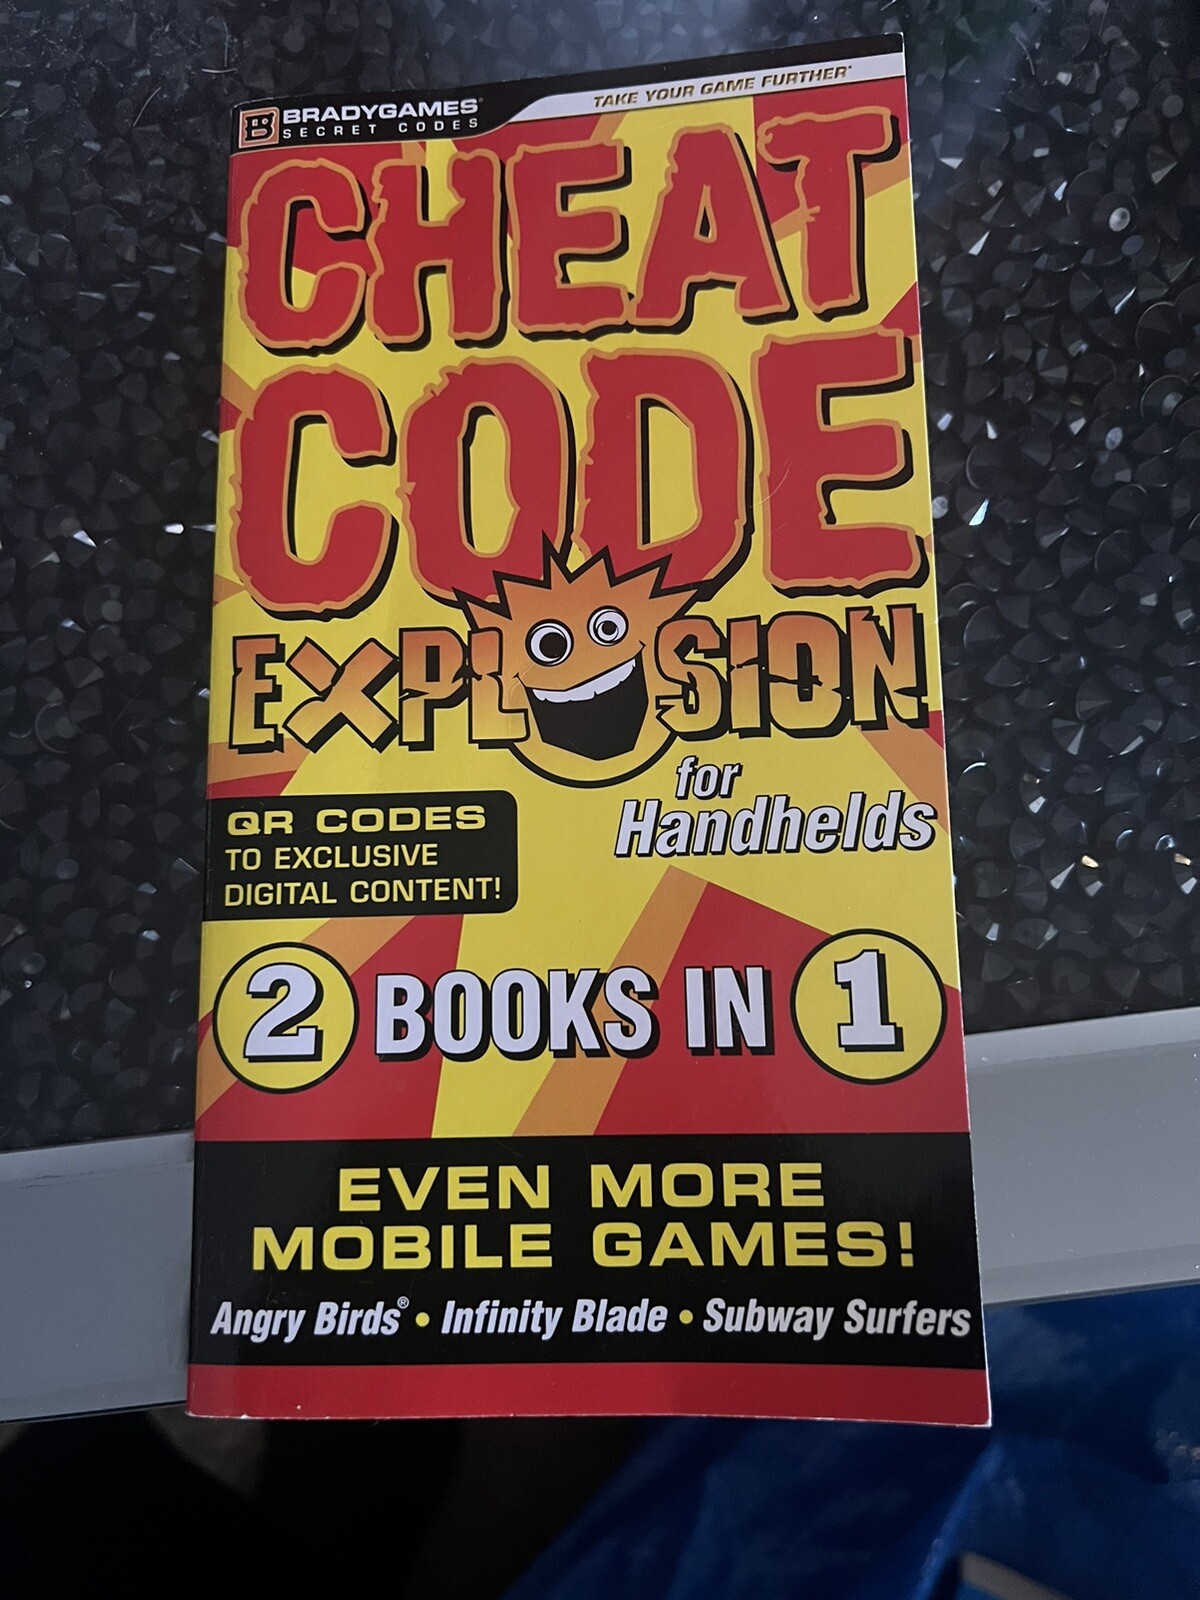 BRADYGAMES®
SECRET CODES
TAKE YOUR GAME FURTHER®
CHEAT
CODE
EXPLOSION
for
Handhelds
QR CODES
TO EXCLUSIVE
DIGITAL CONTENT!
2 BOOKS IN 1
EVEN MORE
MOBILE GAMES!
Angry Birds® • Infinity Blade • Subway Surfers